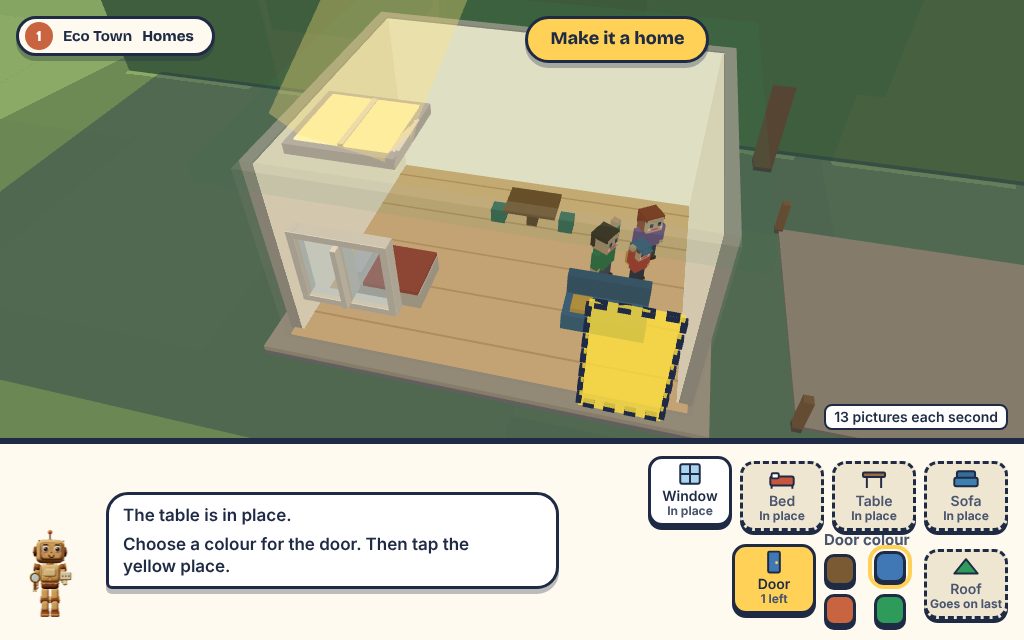 1 Eco Town Homes
Make it a home
13 pictures each second
The table is in place.
Choose a colour for the door. Then tap the
yellow place.
Window
In place
Bed
In place
Table
In place
Sofa
In place
Door
1 left
Door colour
Roof
Goes on last